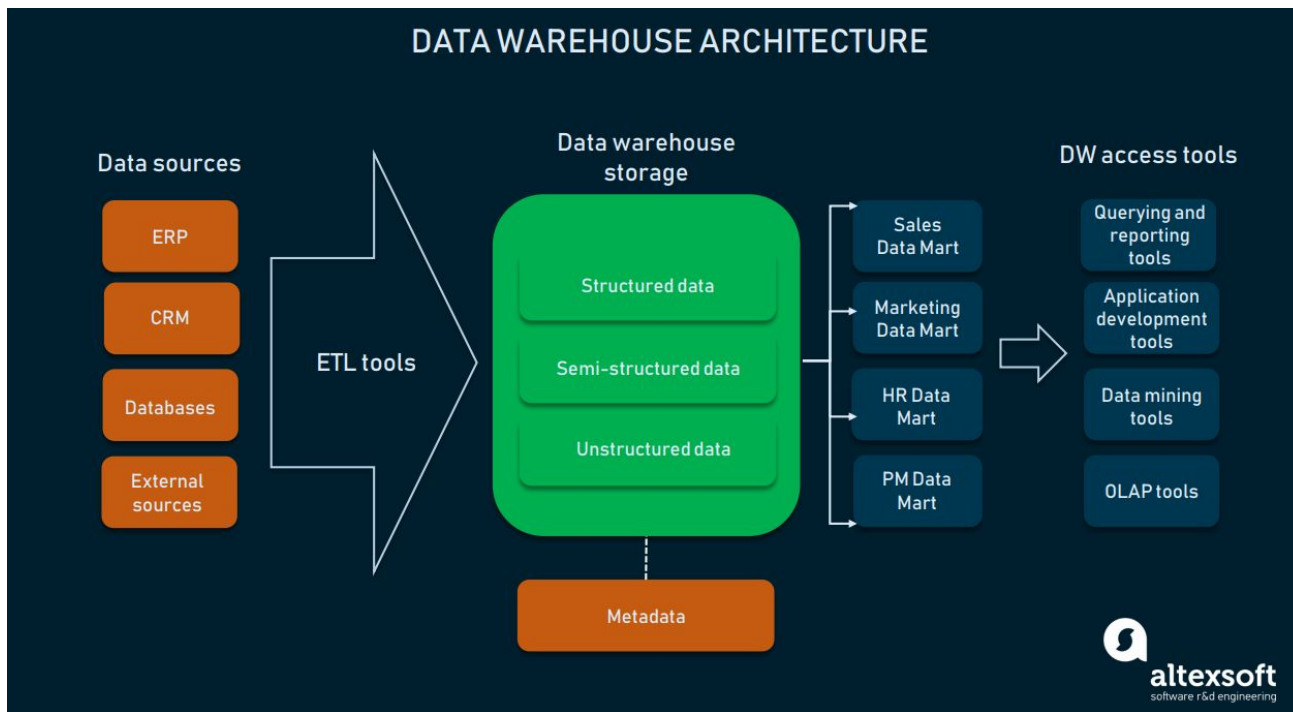 DATA WAREHOUSE ARCHITECTURE
Data sources
ERP
CRM
Databases
External
sources
ETL tools
Data warehouse
storage
Structured data
Semi-structured data
Unstructured data
Metadata
Sales
Data Mart
Marketing
Data Mart
HR Data
Mart
PM Data
Mart
DW access tools
Querying and
reporting
tools
Application
development
tools
Data mining
tools
OLAP tools
altexsoft
software r&d engineering